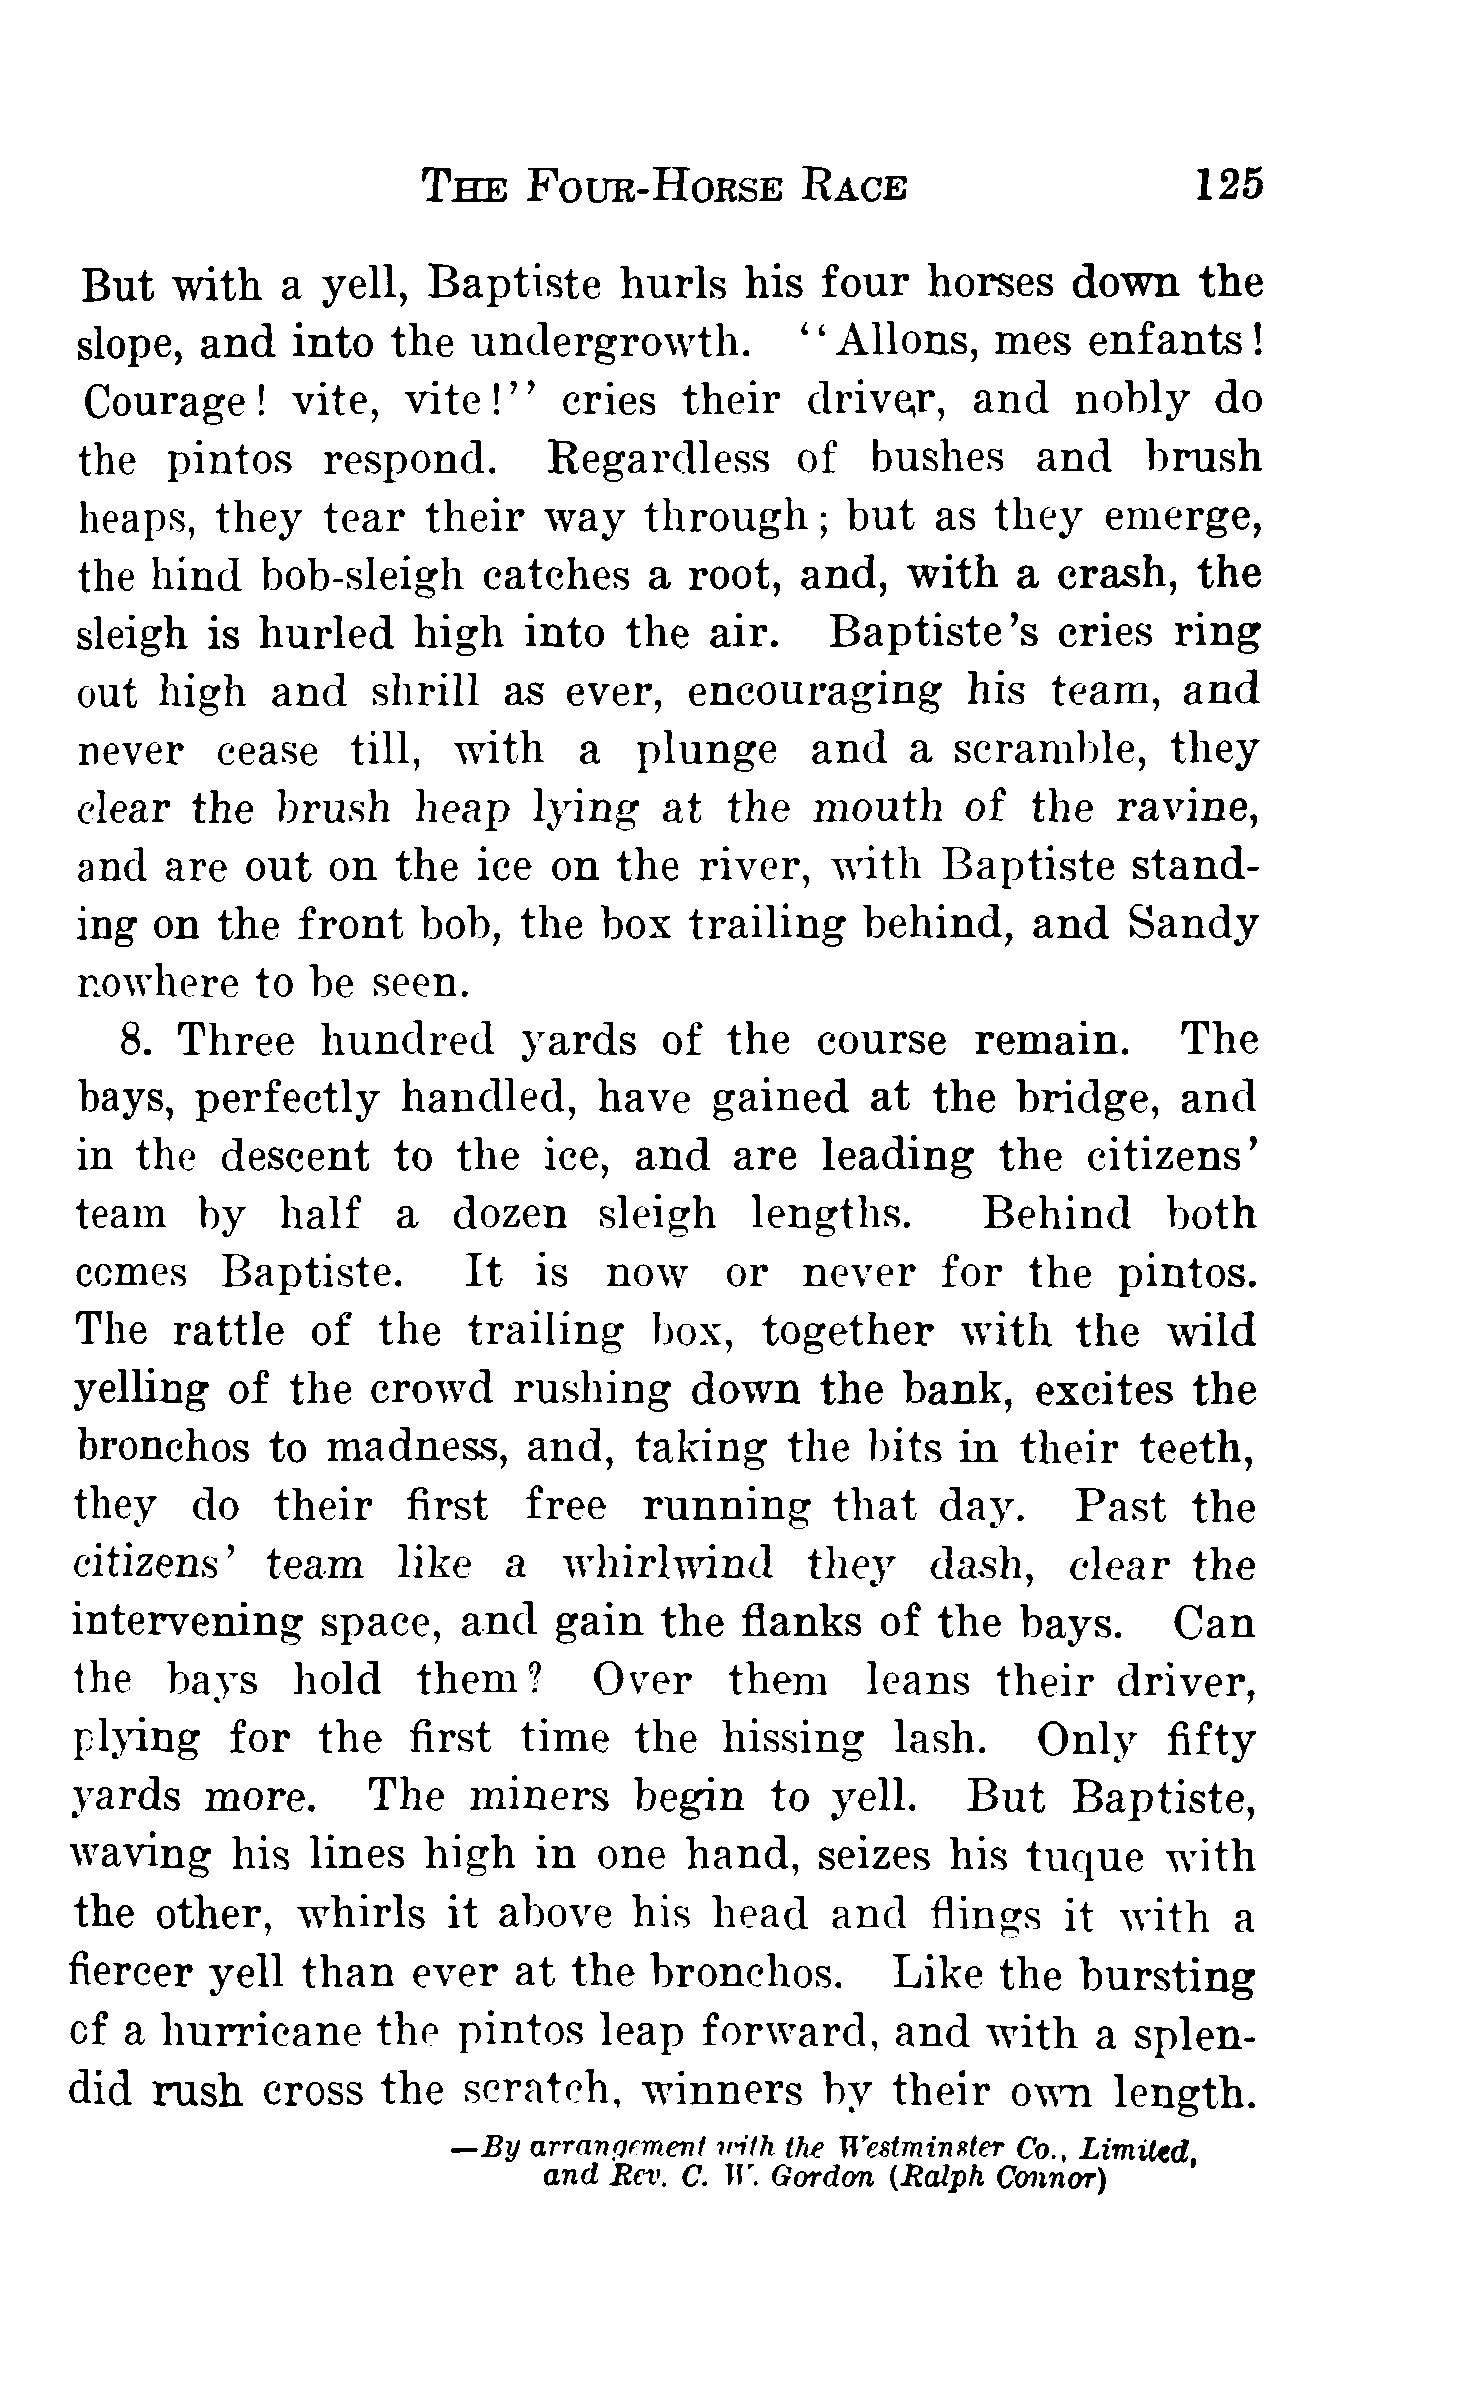 THE FOUR-HORSE RACE 125
But with a yell, Baptiste hurls his four horses down the
slope, and into the undergrowth. "Allons, mes enfants!
Courage! vite, vite!" cries their driver, and nobly do
the pintos respond. Regardless of bushes and brush
heaps, they tear their way through; but as they emerge,
the hind bob-sleigh catches a root, and, with a crash, the
sleigh is hurled high into the air. Baptiste's cries ring
out high and shrill as ever, encouraging his team, and
never cease till, with a plunge and a scramble, they
clear the brush heap lying at the mouth of the ravine,
and are out on the ice on the river, with Baptiste stand-
ing on the front bob, the box trailing behind, and Sandy
nowhere to be seen.
8. Three hundred yards of the course remain. The
bays, perfectly handled, have gained at the bridge, and
in the descent to the ice, and are leading the citizens'
team by half a dozen sleigh lengths. Behind both
comes Baptiste. It is now or never for the pintos.
The rattle of the trailing box, together with the wild
yelling of the crowd rushing down the bank, excites the
bronchos to madness, and, taking the bits in their teeth,
they do their first free running that day. Past the
citizens' team like a whirlwind they dash, clear the
intervening space, and gain the flanks of the bays. Can
the bays hold them? Over them leans their driver,
plying for the first time the hissing lash. Only fifty
yards more. The miners begin to yell. But Baptiste,
waving his lines high in one hand, seizes his tuque with
the other, whirls it above his head and flings it with a
fiercer yell than ever at the bronchos. Like the bursting
of a hurricane the pintos leap forward, and with a splen-
did rush cross the scratch, winners by their own length.
—By arrangement with the Westminster Co., Limited,
and Rev. C. W. Gordon (Ralph Connor)